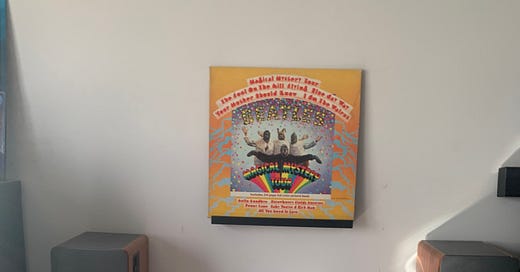 Magical Mystery Tour
The Fool On The Hill Flying Blue Jay Way
Your Mother Should Know I Am The Walrus
BEATLES
MAGICAL MYSTERY
TOUR
Hello Goodbye Strawberry Fields Forever
Penny Lane Baby You're A Rich Man
All You Need Is Love